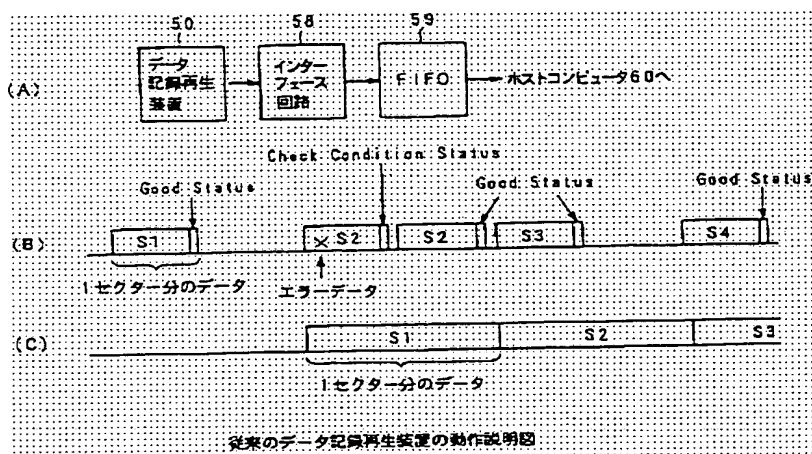 50 58 59
(A)
データ
記録再生
装置
インター
フェース
回路
FIFO
ホストコンピュータ60へ
Check Condition Status
Good Status
Good Status
Good Status
(B)
S1
× S2
S2
S3
S4
1セクター分のデータ
エラーデータ
(C)
S1
S2
S3
1セクター分のデータ
従来のデータ記録再生装置の動作説明図